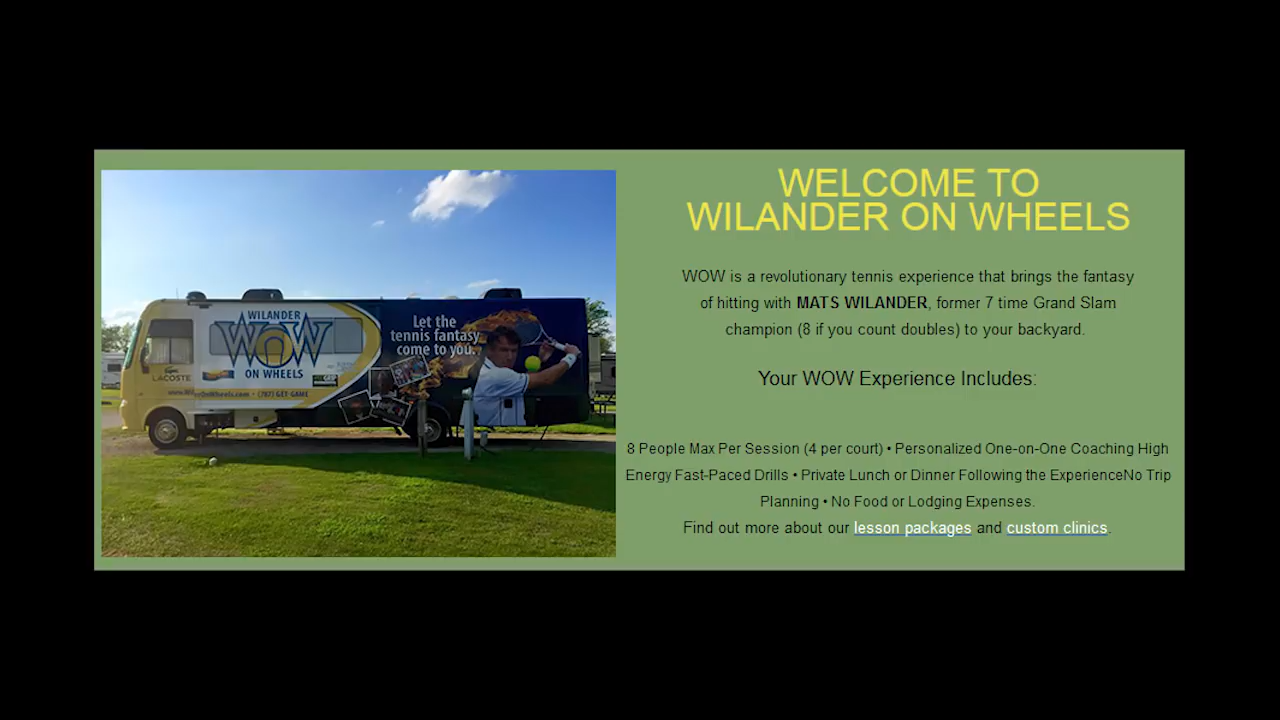 WELCOME TO
WILANDER ON WHEELS
WOW is a revolutionary tennis experience that brings the fantasy
of hitting with MATS WILANDER, former 7 time Grand Slam
champion (8 if you count doubles) to your backyard.
Your WOW Experience Includes:
8 People Max Per Session (4 per court) • Personalized One-on-One Coaching High
Energy Fast-Paced Drills • Private Lunch or Dinner Following the ExperienceNo Trip
Planning • No Food or Lodging Expenses.
Find out more about our lesson packages and custom clinics.
WILANDER
WOW
ON WHEELS
LACOSTE
Let the
tennis fantasy
come to you.
(787) GET-GAME